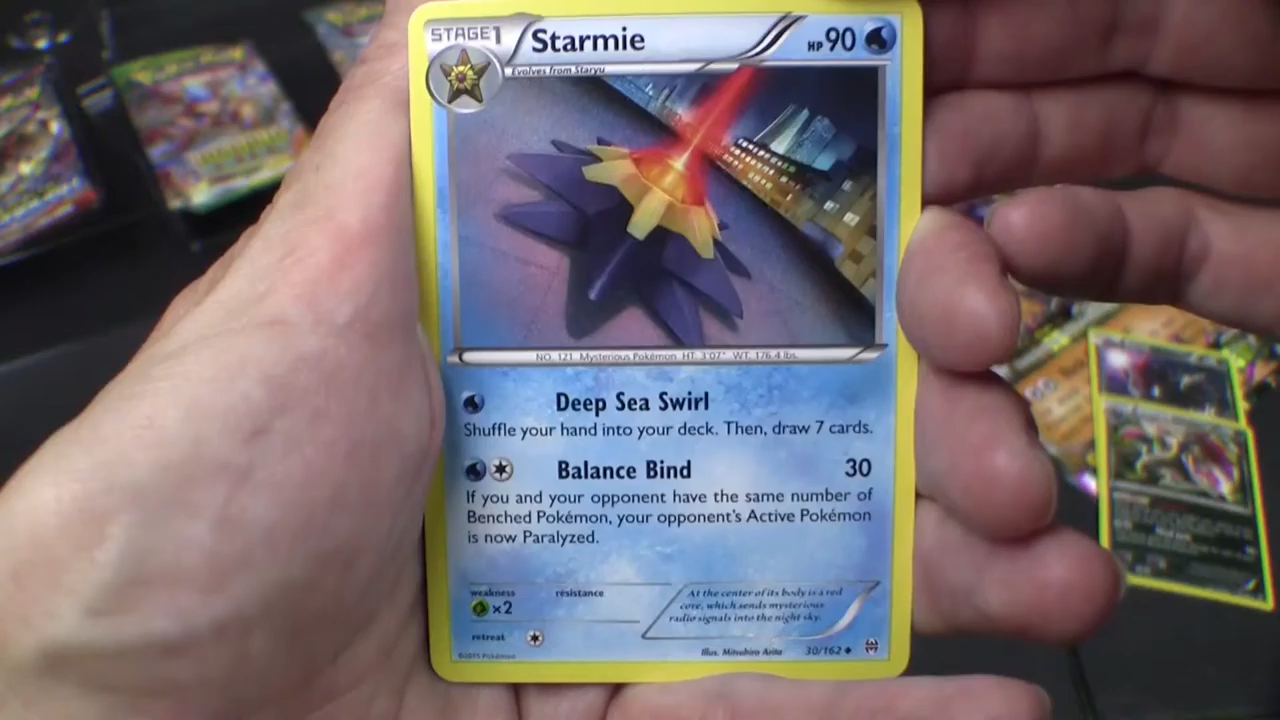 STAGE1
Starmie
HP90
Evolves from Staryu
NO. 121 Mysterious Pokémon HT: 3'07" WT: 176.4 lbs.
Deep Sea Swirl
Shuffle your hand into your deck. Then, draw 7 cards.
Balance Bind 30
If you and your opponent have the same number of
Benched Pokémon, your opponent's Active Pokémon
is now Paralyzed.
weakness
resistance
×2
retreat
At the center of its body is a red
core, which sends mysterious
radio signals into the night sky.
©2015 Pokémon
Illus. Mitsuhiro Arita
30/162